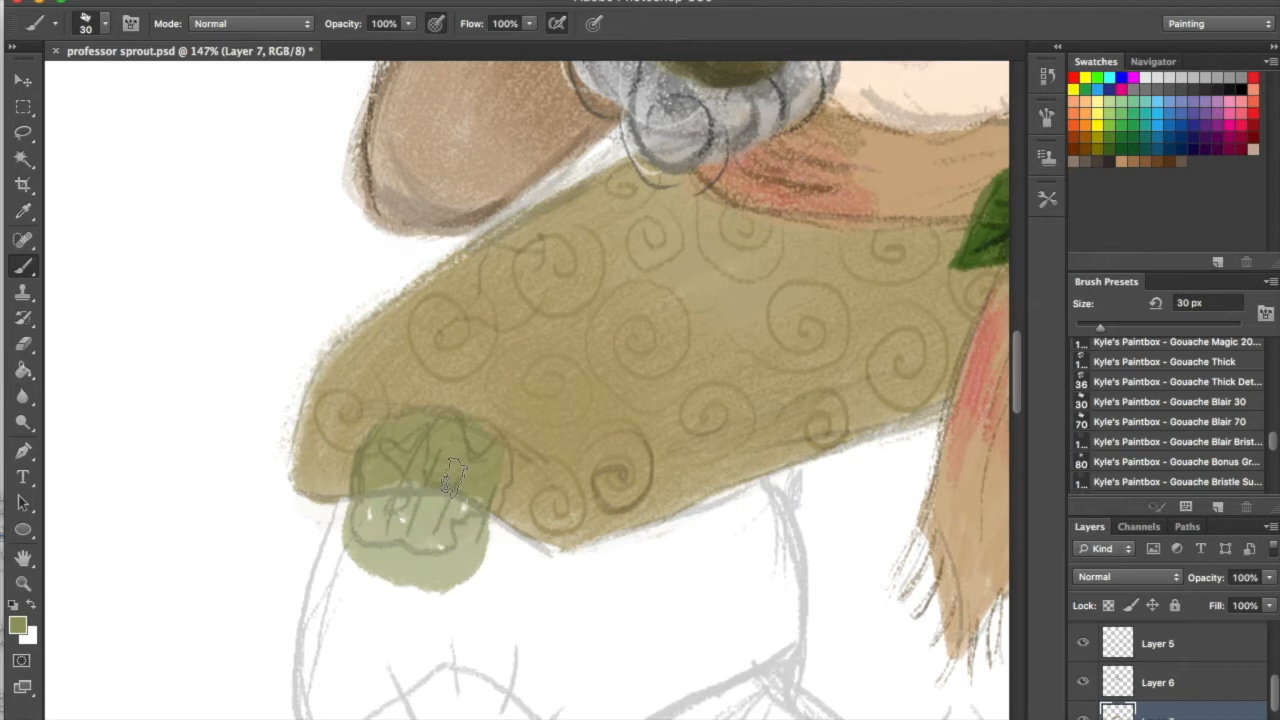 30
Mode: Normal
Opacity: 100%
Flow: 100%
Painting
× professor sprout.psd @ 147% (Layer 7, RGB/8) *
Swatches Navigator
Brush Presets
Size: 30 px
1... Kyle's Paintbox - Gouache Magic 20...
1... Kyle's Paintbox - Gouache Thick
36 Kyle's Paintbox - Gouache Thick Det...
30 Kyle's Paintbox - Gouache Blair 30
70 Kyle's Paintbox - Gouache Blair 70
1... Kyle's Paintbox - Gouache Blair Brist...
80 Kyle's Paintbox - Gouache Bonus Gr...
1... Kyle's Paintbox - Gouache Bristle Su...
Layers Channels Paths
Kind
Normal Opacity: 100%
Lock: Fill: 100%
Layer 5
Layer 6